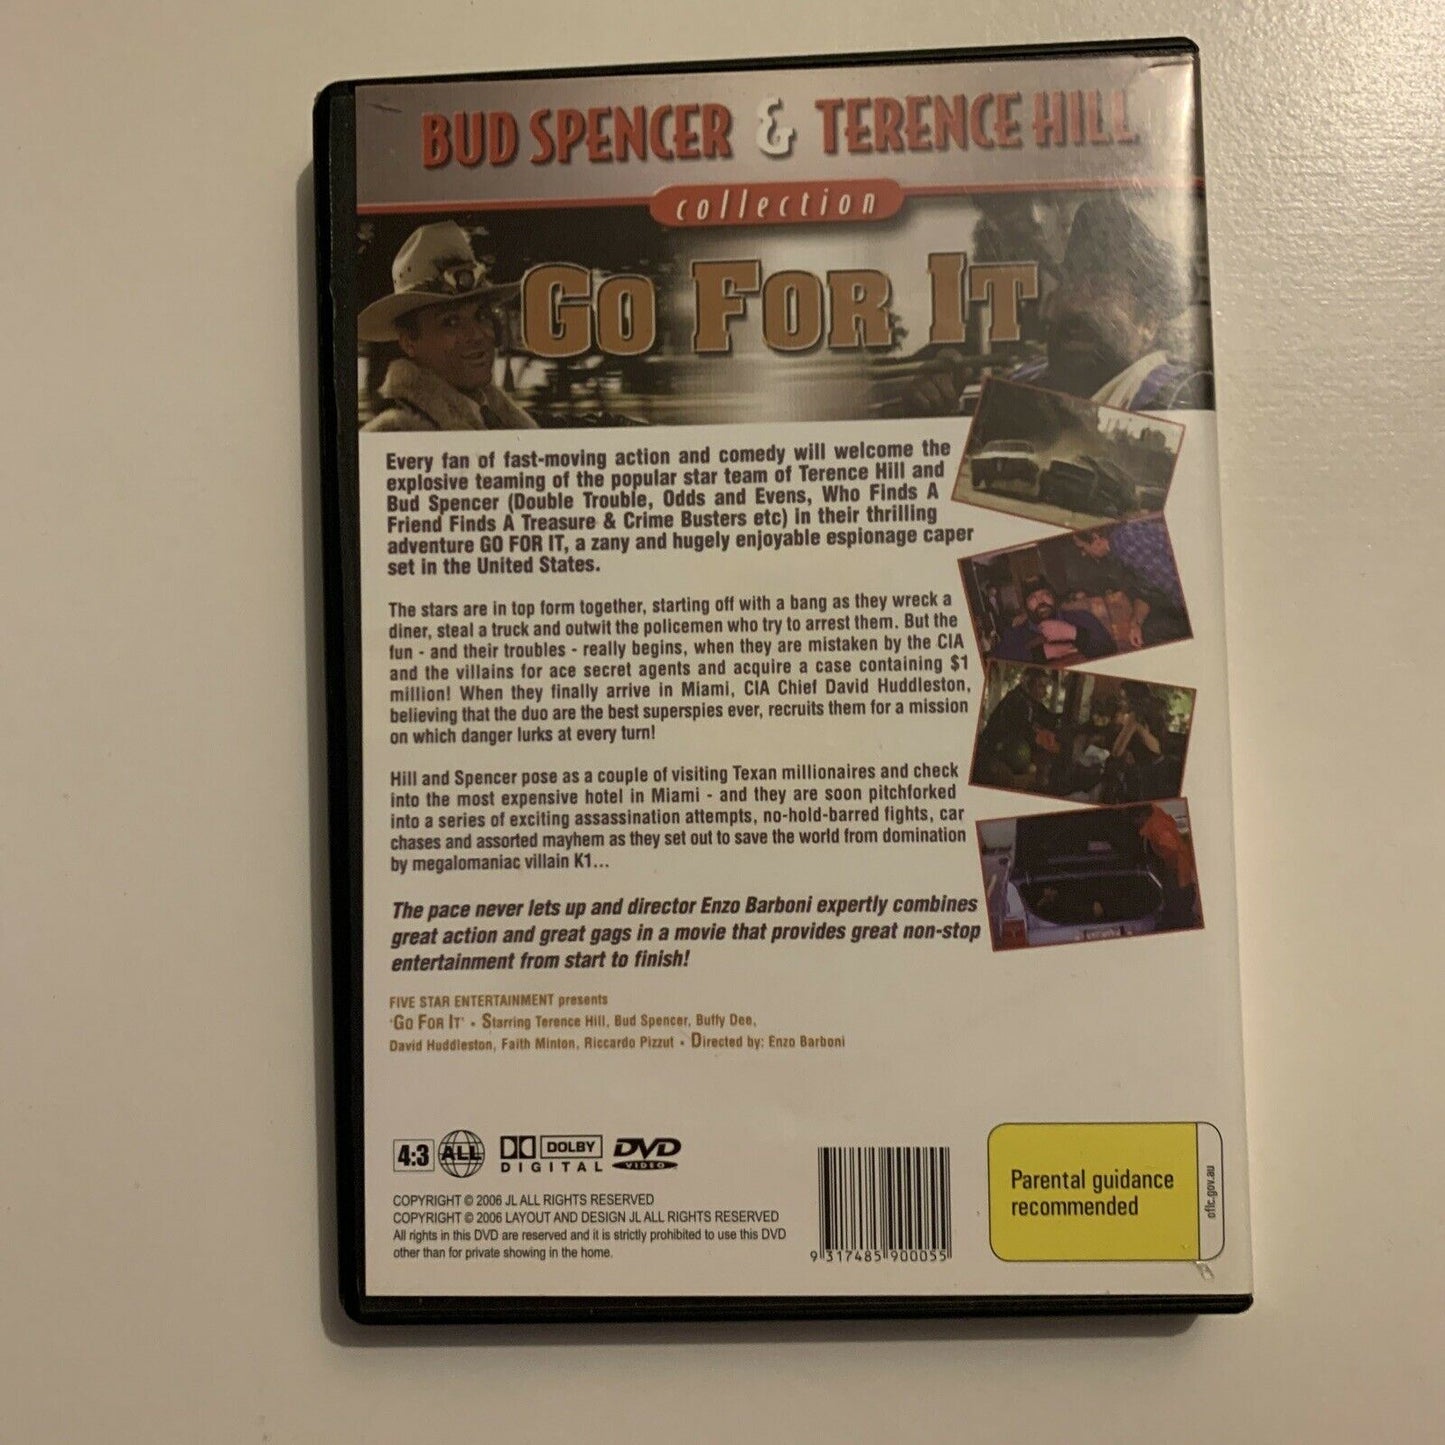 BUD SPENCER & TERENCE HILL
collection
GO FOR IT
Every fan of fast-moving action and comedy will welcome the
explosive teaming of the popular star team of Terence Hill and
Bud Spencer (Double Trouble, Odds and Evens, Who Finds A
Friend Finds A Treasure & Crime Busters etc) in their thrilling
adventure GO FOR IT, a zany and hugely enjoyable espionage caper
set in the United States.
The stars are in top form together, starting off with a bang as they wreck a
diner, steal a truck and outwit the policemen who try to arrest them. But the
fun - and their troubles - really begins, when they are mistaken by the CIA
and the villains for ace secret agents and acquire a case containing $1
million! When they finally arrive in Miami, CIA Chief David Huddleston,
believing that the duo are the best superspies ever, recruits them for a mission
on which danger lurks at every turn!
Hill and Spencer pose as a couple of visiting Texan millionaires and check
into the most expensive hotel in Miami - and they are soon pitchforked
into a series of exciting assassination attempts, no-hold-barred fights, car
chases and assorted mayhem as they set out to save the world from domination
by megalomaniac villain K1...
The pace never lets up and director Enzo Barboni expertly combines
great action and great gags in a movie that provides great non-stop
entertainment from start to finish!
FIVE STAR ENTERTAINMENT presents
'GO FOR IT' • Starring Terence Hill, Bud Spencer, Buffy Dee,
David Huddleston, Faith Minton, Riccardo Pizzut • Directed by: Enzo Barboni
4:3 ALL DOLBY DIGITAL DVD VIDEO
COPYRIGHT © 2006 JL ALL RIGHTS RESERVED
COPYRIGHT © 2006 LAYOUT AND DESIGN JL ALL RIGHTS RESERVED
All rights in this DVD are reserved and it is strictly prohibited to use this DVD
other than for private showing in the home.
9 317485 900055
Parental guidance
recommended
oflc.gov.au